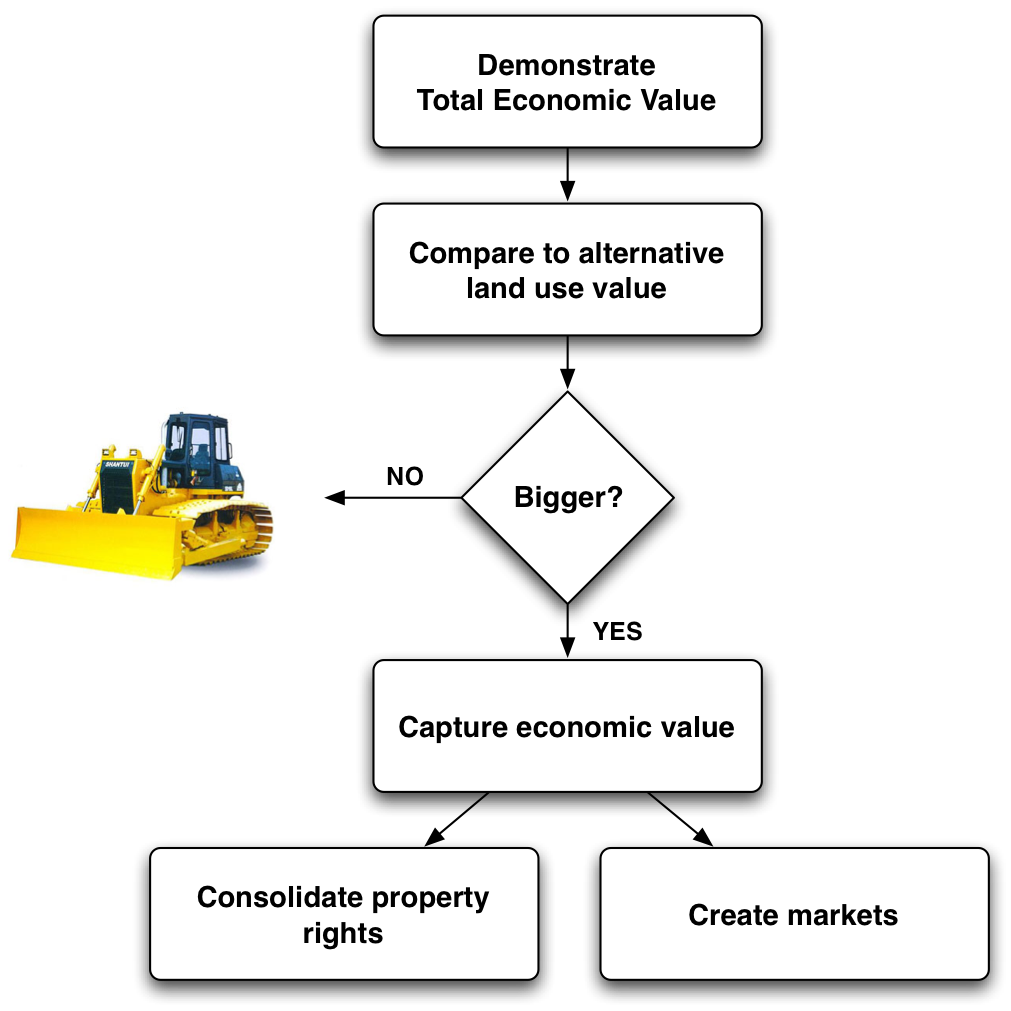 Demonstrate
Total Economic Value
Compare to alternative
land use value
SHANTUI
NO
Bigger?
YES
Capture economic value
Consolidate property
rights
Create markets